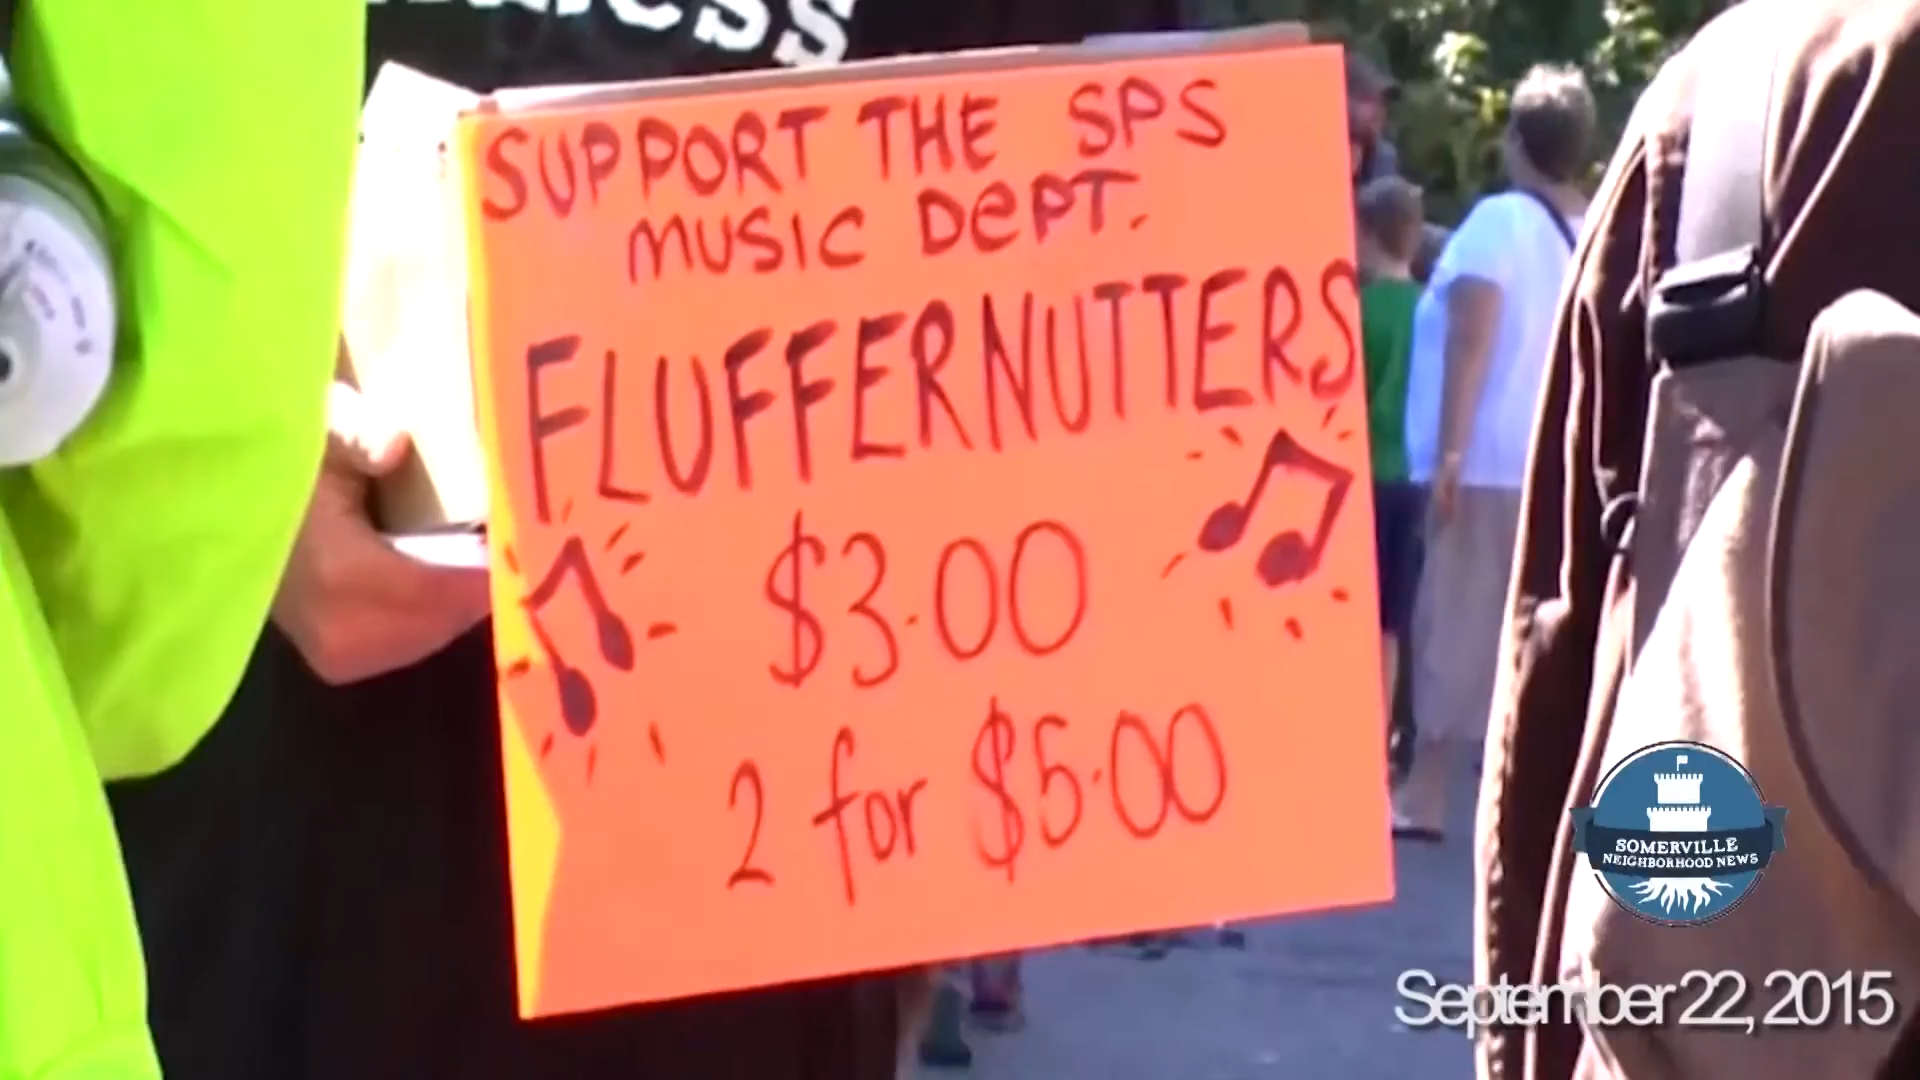 SUPPORT THE SPS
MUSIC DePT.
FLUFFERNUTTERS
$3.00
2 for $5.00
SOMERVILLE
NEIGHBORHOOD NEWS
September 22, 2015